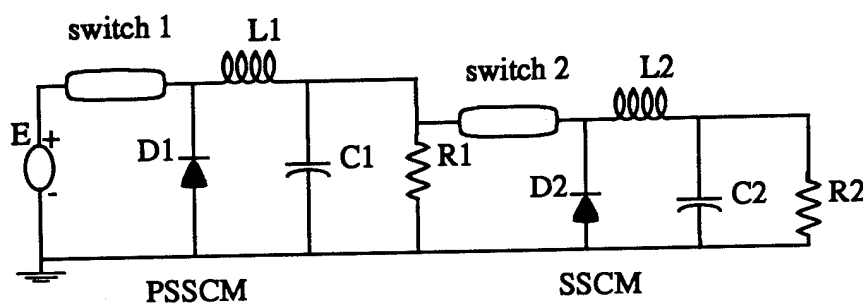 switch 1
L1
switch 2
L2
E
+
-
D1
C1
R1
D2
C2
R2
PSSCM
SSCM